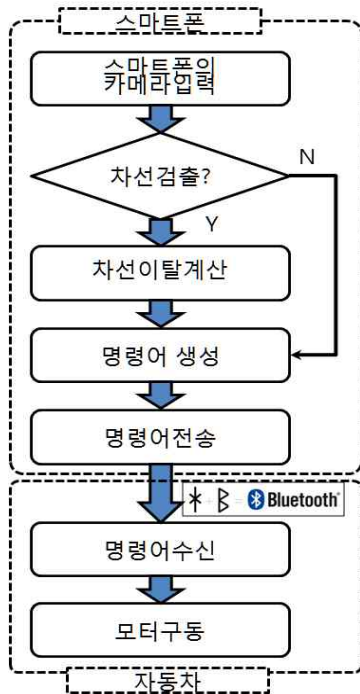 스마트폰
스마트폰의
카메라입력
차선검출?
N
Y
차선이탈계산
명령어 생성
명령어전송
Bluetooth
명령어수신
모터구동
자동차